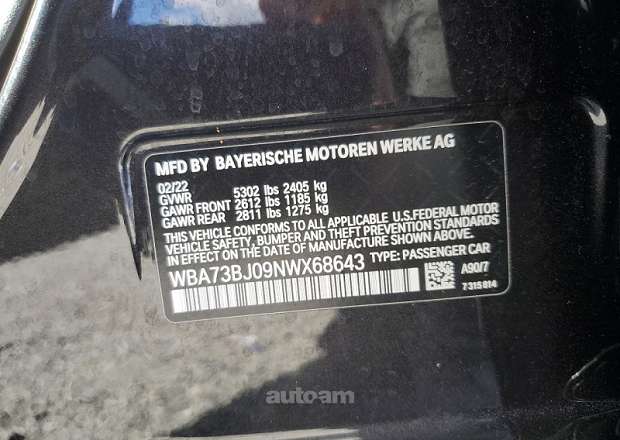 MFD BY BAYERISCHE MOTOREN WERKE AG
02/22
GVWR 5302 lbs 2405 kg
GAWR FRONT 2612 lbs 1185 kg
GAWR REAR 2811 lbs 1275 kg
THIS VEHICLE CONFORMS TO ALL APPLICABLE U.S.FEDERAL MOTOR
VEHICLE SAFETY, BUMPER AND THEFT PREVENTION STANDARDS
IN EFFECT ON THE DATE OF MANUFACTURE SHOWN ABOVE.
WBA73BJ09NWX68643 TYPE: PASSENGER CAR
A90/7
7315814
autoam